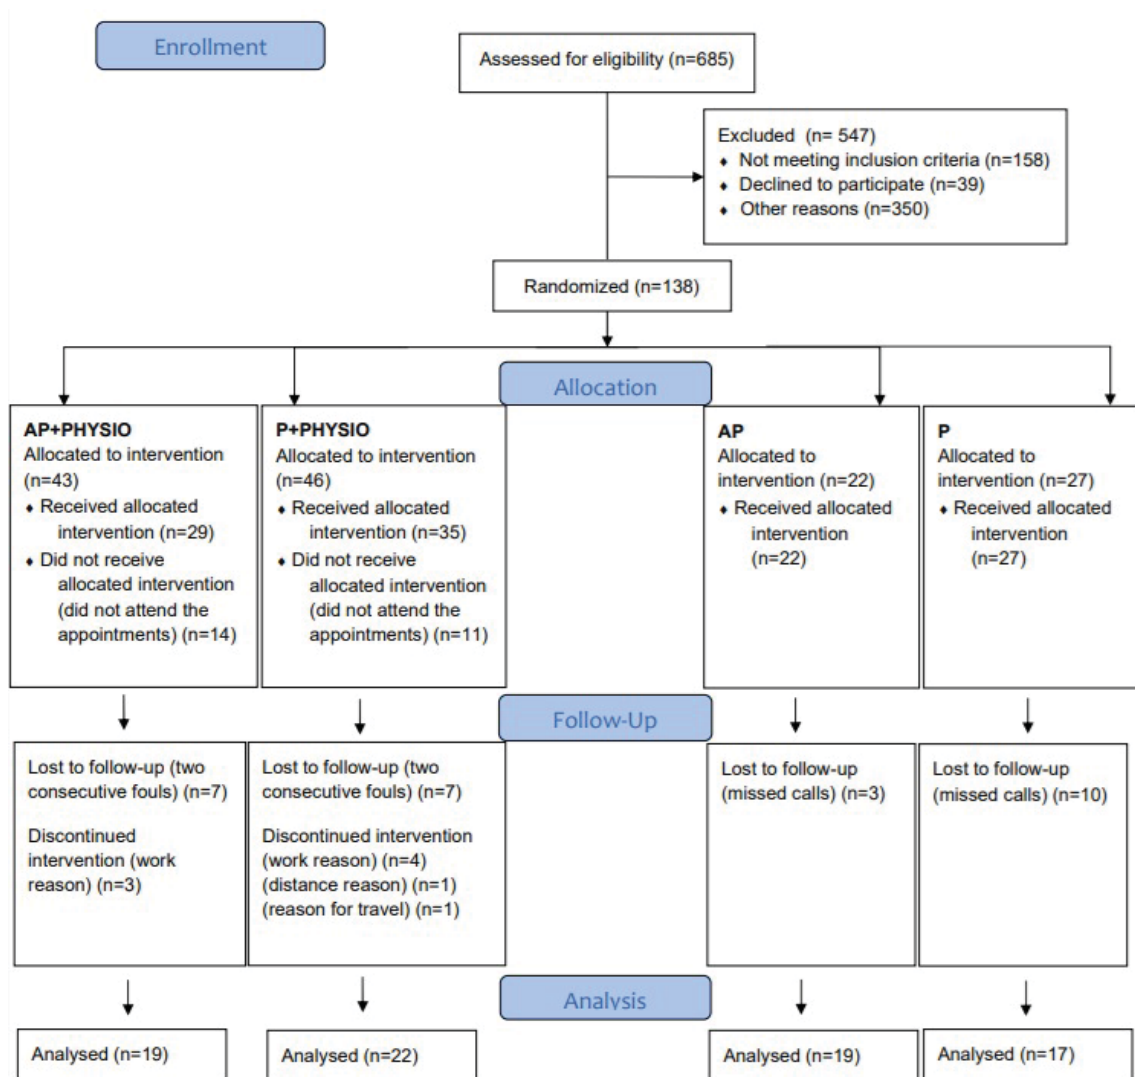 Enrollment
Assessed for eligibility (n=685)
Excluded (n= 547)
♦ Not meeting inclusion criteria (n=158)
♦ Declined to participate (n=39)
♦ Other reasons (n=350)
Randomized (n=138)
Allocation
AP+PHYSIO
Allocated to intervention
(n=43)
♦ Received allocated
intervention (n=29)
♦ Did not receive
allocated intervention
(did not attend the
appointments) (n=14)
P+PHYSIO
Allocated to intervention
(n=46)
♦ Received allocated
intervention (n=35)
♦ Did not receive
allocated intervention
(did not attend the
appointments) (n=11)
AP
Allocated to
intervention (n=22)
♦ Received allocated
intervention
(n=22)
P
Allocated to
intervention (n=27)
♦ Received allocated
intervention
(n=27)
Follow-Up
Lost to follow-up (two
consecutive fouls) (n=7)
Discontinued
intervention (work
reason) (n=3)
Lost to follow-up (two
consecutive fouls) (n=7)
Discontinued intervention
(work reason) (n=4)
(distance reason) (n=1)
(reason for travel) (n=1)
Lost to follow-up
(missed calls) (n=3)
Lost to follow-up
(missed calls) (n=10)
Analysis
Analysed (n=19)
Analysed (n=22)
Analysed (n=19)
Analysed (n=17)